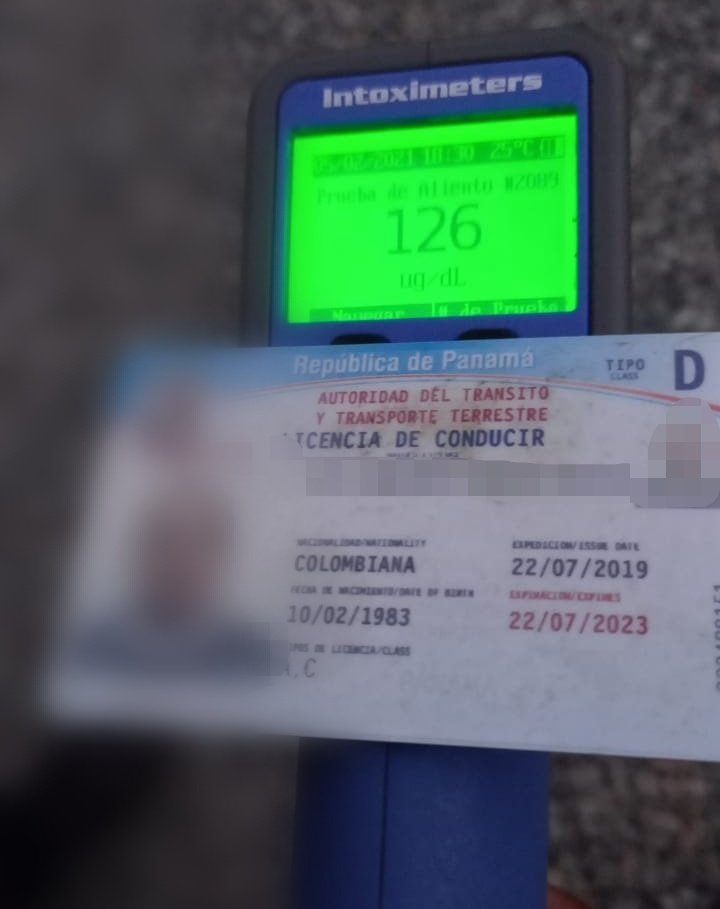 Intoximeters
05/02/2021 18:30 25°C
Prueba de Aliento #2089
126
ug/dL
Navegar # de Prueba
República de Panamá
TIPO
CLASS
D
AUTORIDAD DEL TRANSITO
Y TRANSPORTE TERRESTRE
LICENCIA DE CONDUCIR
NACIONALIDAD/NATIONALITY
EXPEDICION/ISSUE DATE
COLOMBIANA
22/07/2019
FECHA DE NACIMIENTO/DATE OF BIRTH
EXPIRACION/EXPIRES
10/02/1983
22/07/2023
IPOS DE LICENCIA/CLASS
A,C